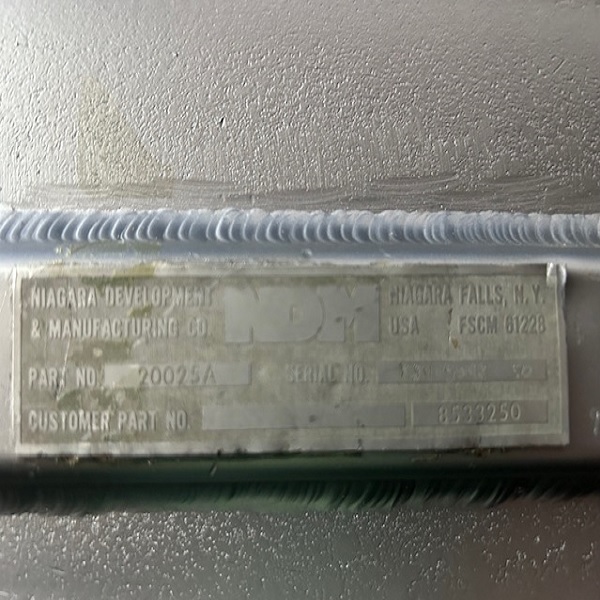 NIAGARA DEVELOPMENT
& MANUFACTURING CO.
NDM
NIAGARA FALLS, N.Y.
USA FSCM 61228
PART NO. 20025A SERIAL NO.
CUSTOMER PART NO. 8533250